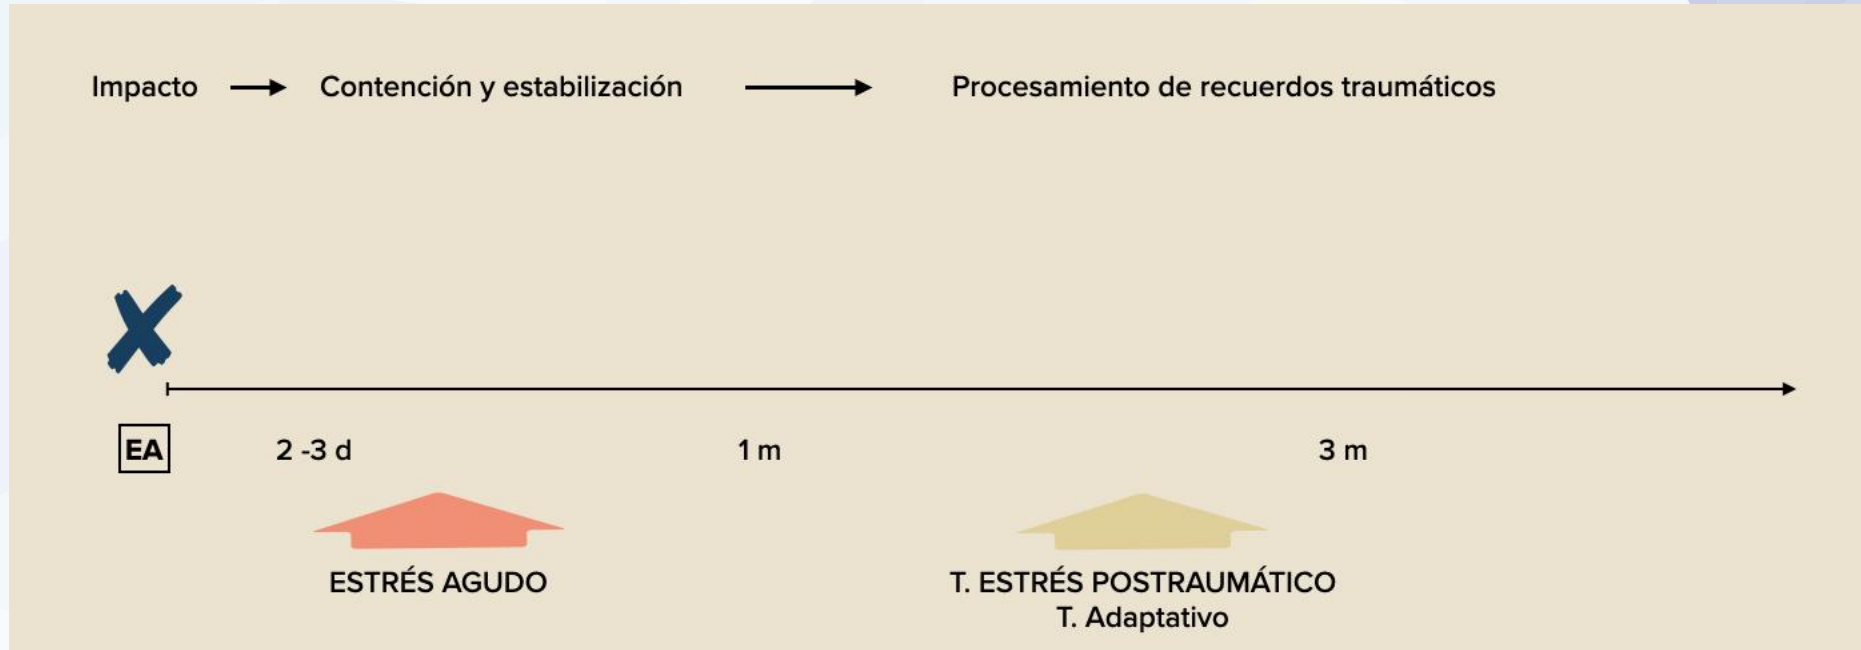 Impacto → Contención y estabilización → Procesamiento de recuerdos traumáticos
EA 2 -3 d 1 m 3 m
ESTRÉS AGUDO T. ESTRÉS POSTRAUMÁTICO
T. Adaptativo